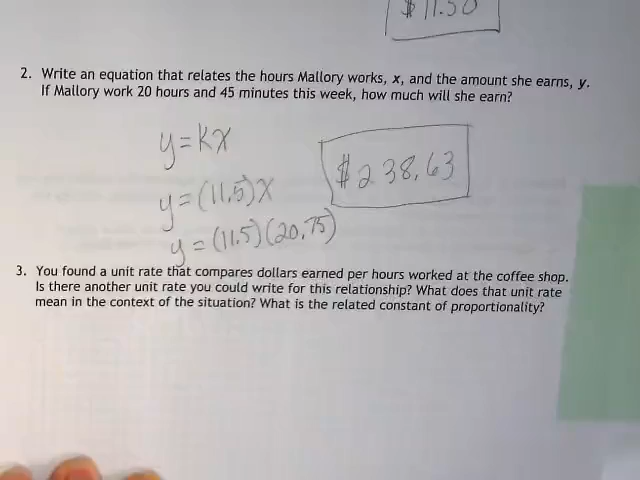 $11.50
2. Write an equation that relates the hours Mallory works, x, and the amount she earns, y.
If Mallory work 20 hours and 45 minutes this week, how much will she earn?
y=kx
$238.63
y=(11.5)x
y=(11.5)(20.75)
3. You found a unit rate that compares dollars earned per hours worked at the coffee shop.
Is there another unit rate you could write for this relationship? What does that unit rate
mean in the context of the situation? What is the related constant of proportionality?